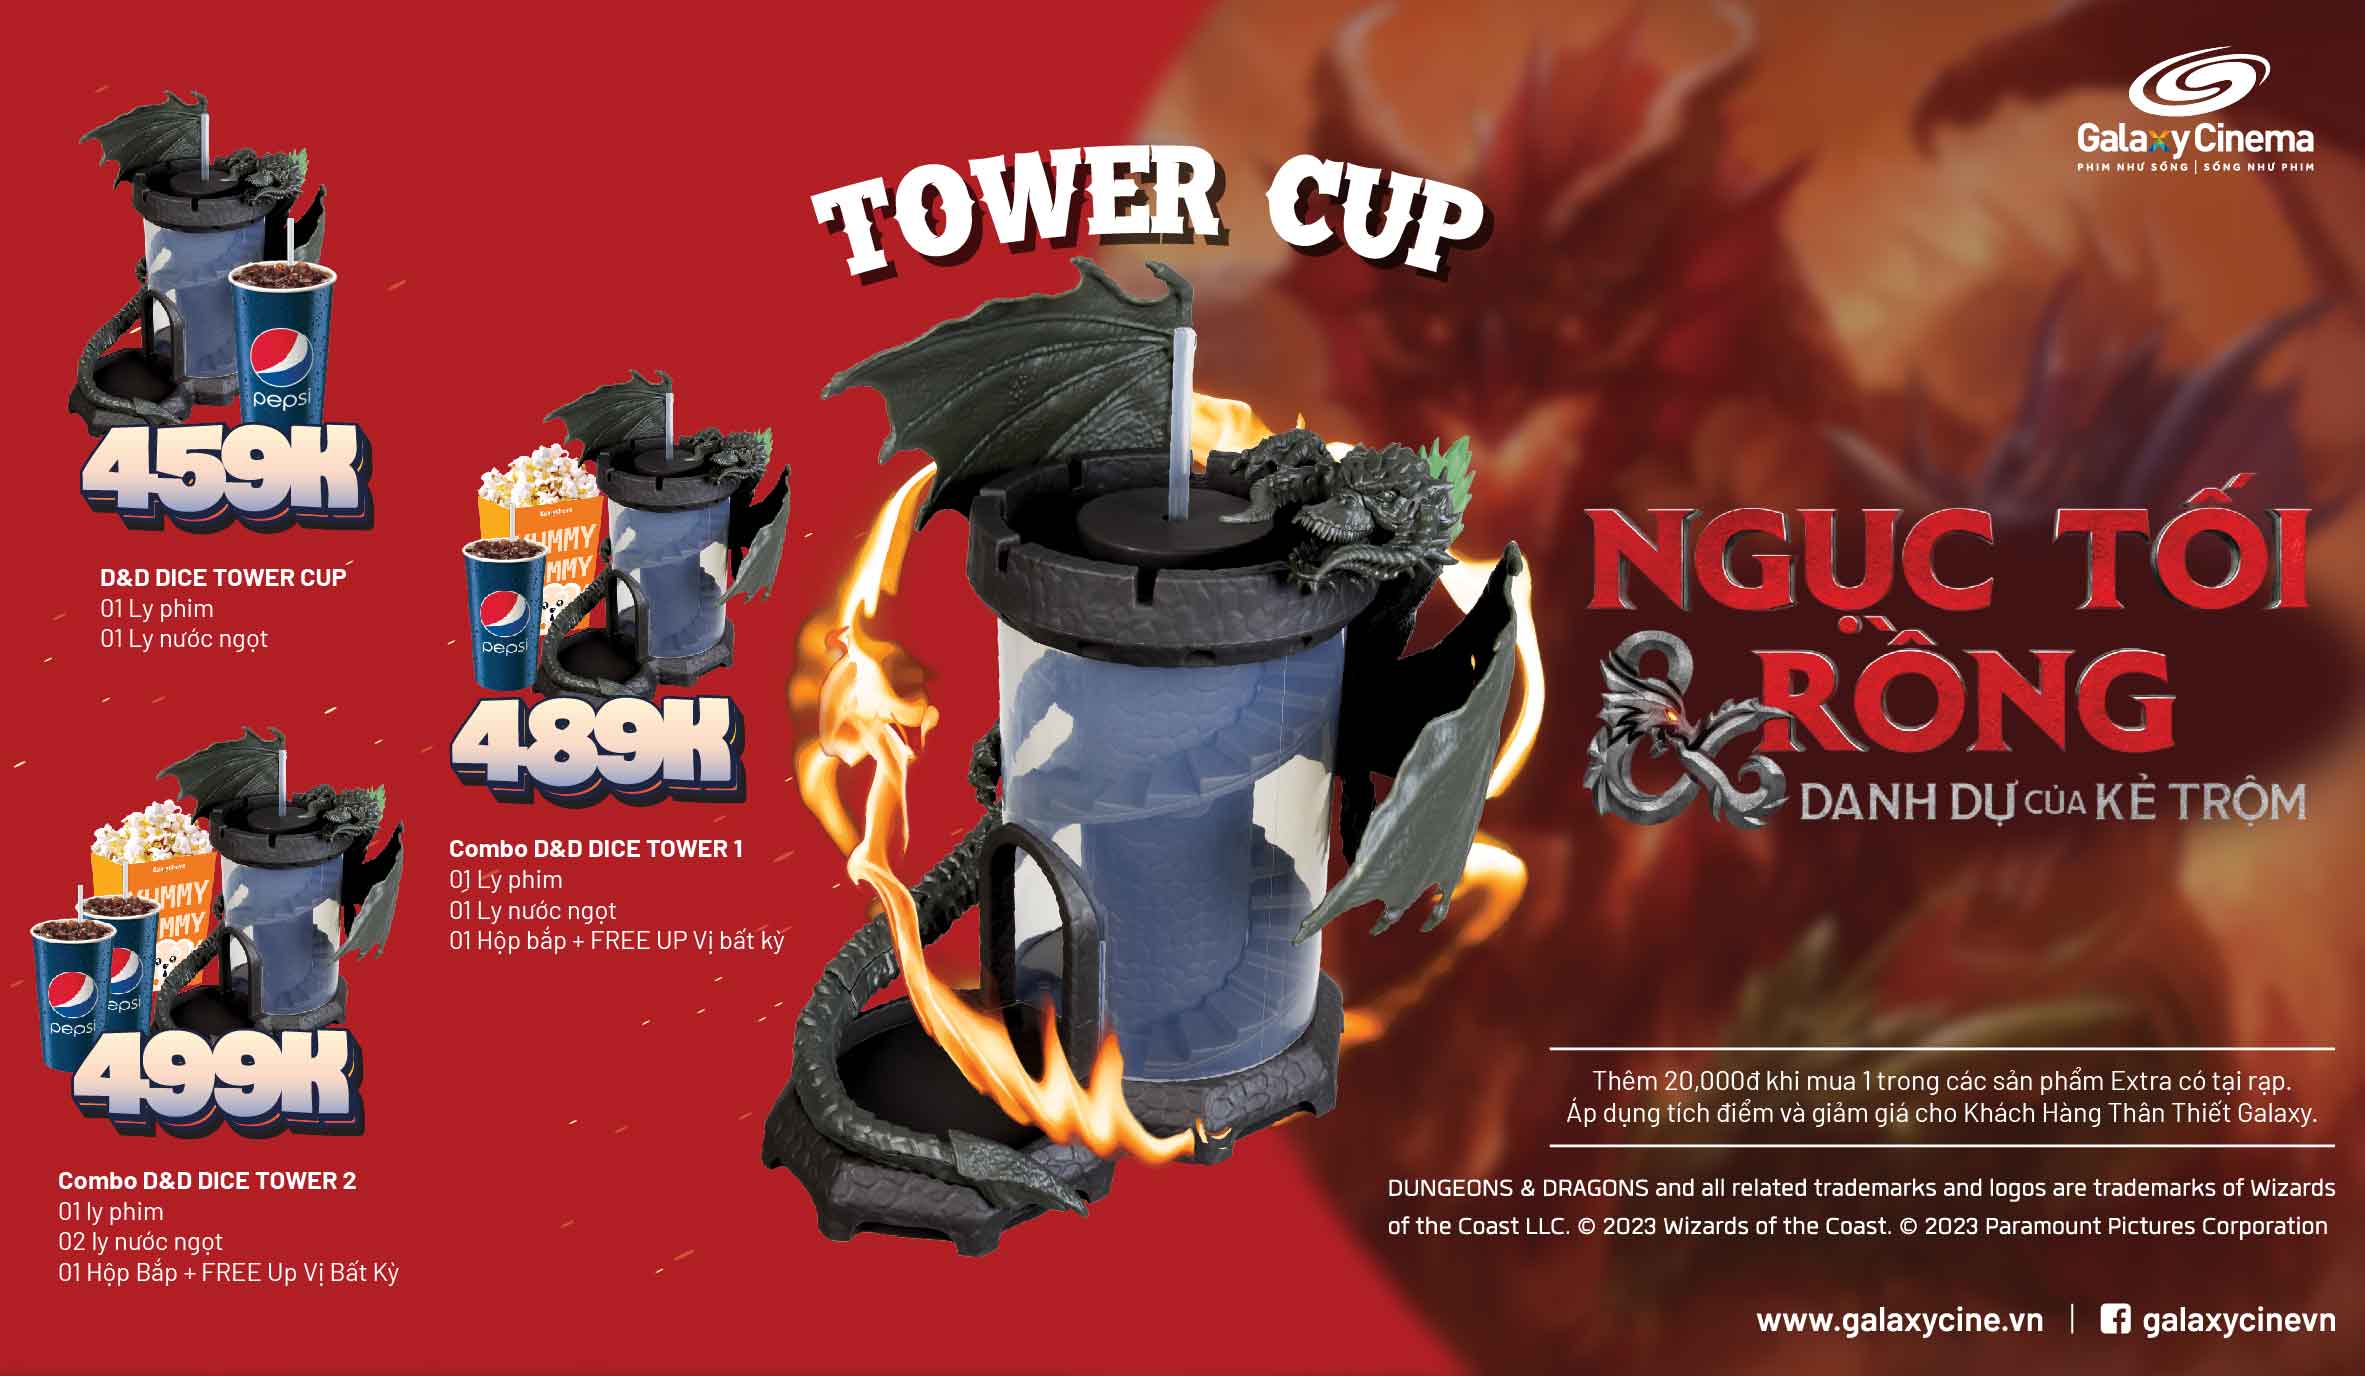 Galaxy Cinema
PHIM NHƯ SỐNG | SỐNG NHƯ PHIM
TOWER CUP
pepsi
459K
D&D DICE TOWER CUP
01 Ly phim
01 Ly nước ngọt
YUMMY
pepsi
489K
Combo D&D DICE TOWER 1
01 Ly phim
01 Ly nước ngọt
01 Hộp bắp + FREE UP Vị bất kỳ
YUMMY
pepsi
epsi
499K
Combo D&D DICE TOWER 2
01 ly phim
02 ly nước ngọt
01 Hộp Bắp + FREE Up Vị Bất Kỳ
NGỤC TỐI
& RỒNG
DANH DỰ CỦA KẺ TRỘM
Thêm 20,000đ khi mua 1 trong các sản phẩm Extra có tại rạp.
Áp dụng tích điểm và giảm giá cho Khách Hàng Thân Thiết Galaxy.
DUNGEONS & DRAGONS and all related trademarks and logos are trademarks of Wizards
of the Coast LLC. © 2023 Wizards of the Coast. © 2023 Paramount Pictures Corporation
www.galaxycine.vn | galaxycinevn